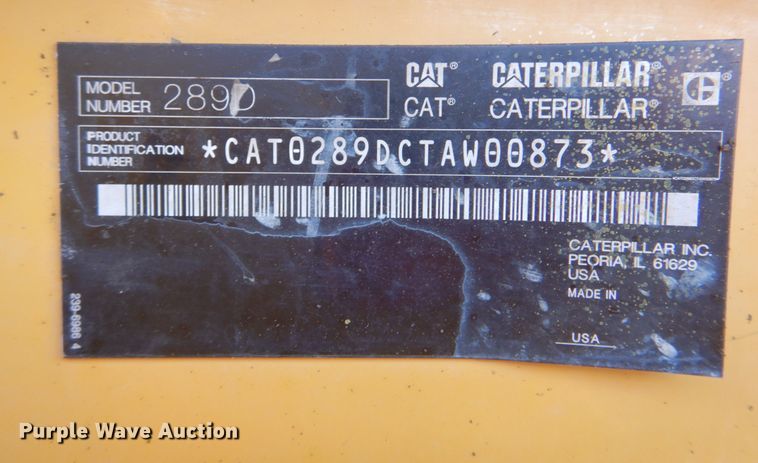 MODEL
NUMBER 289D
CAT® CATERPILLAR®
CAT® CATERPILLAR®
PRODUCT
IDENTIFICATION
NUMBER
*CAT0289DCTAW00873*
CATERPILLAR INC.
PEORIA, IL 61629
USA
MADE IN
USA
239-6986 4
Purple Wave Auction